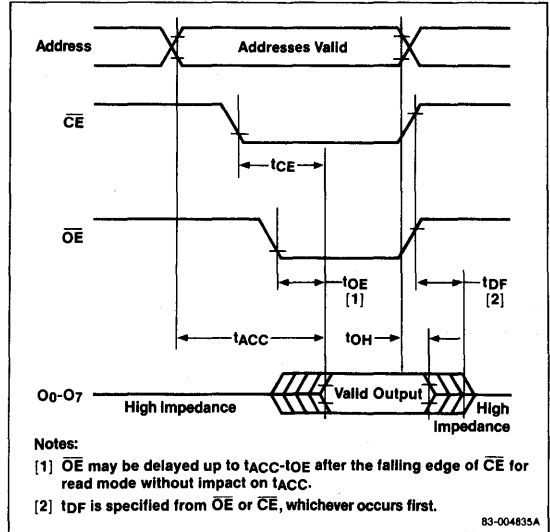 Address
Addresses Valid
CE
tCE
OE
tOE
[1]
tDF
[2]
tACC
tOH
O0-O7
High Impedance
Valid Output
High
Impedance
Notes:
[1] OE may be delayed up to tACC-tOE after the falling edge of CE for
read mode without impact on tACC.
[2] tDF is specified from OE or CE, whichever occurs first.
83-004835A